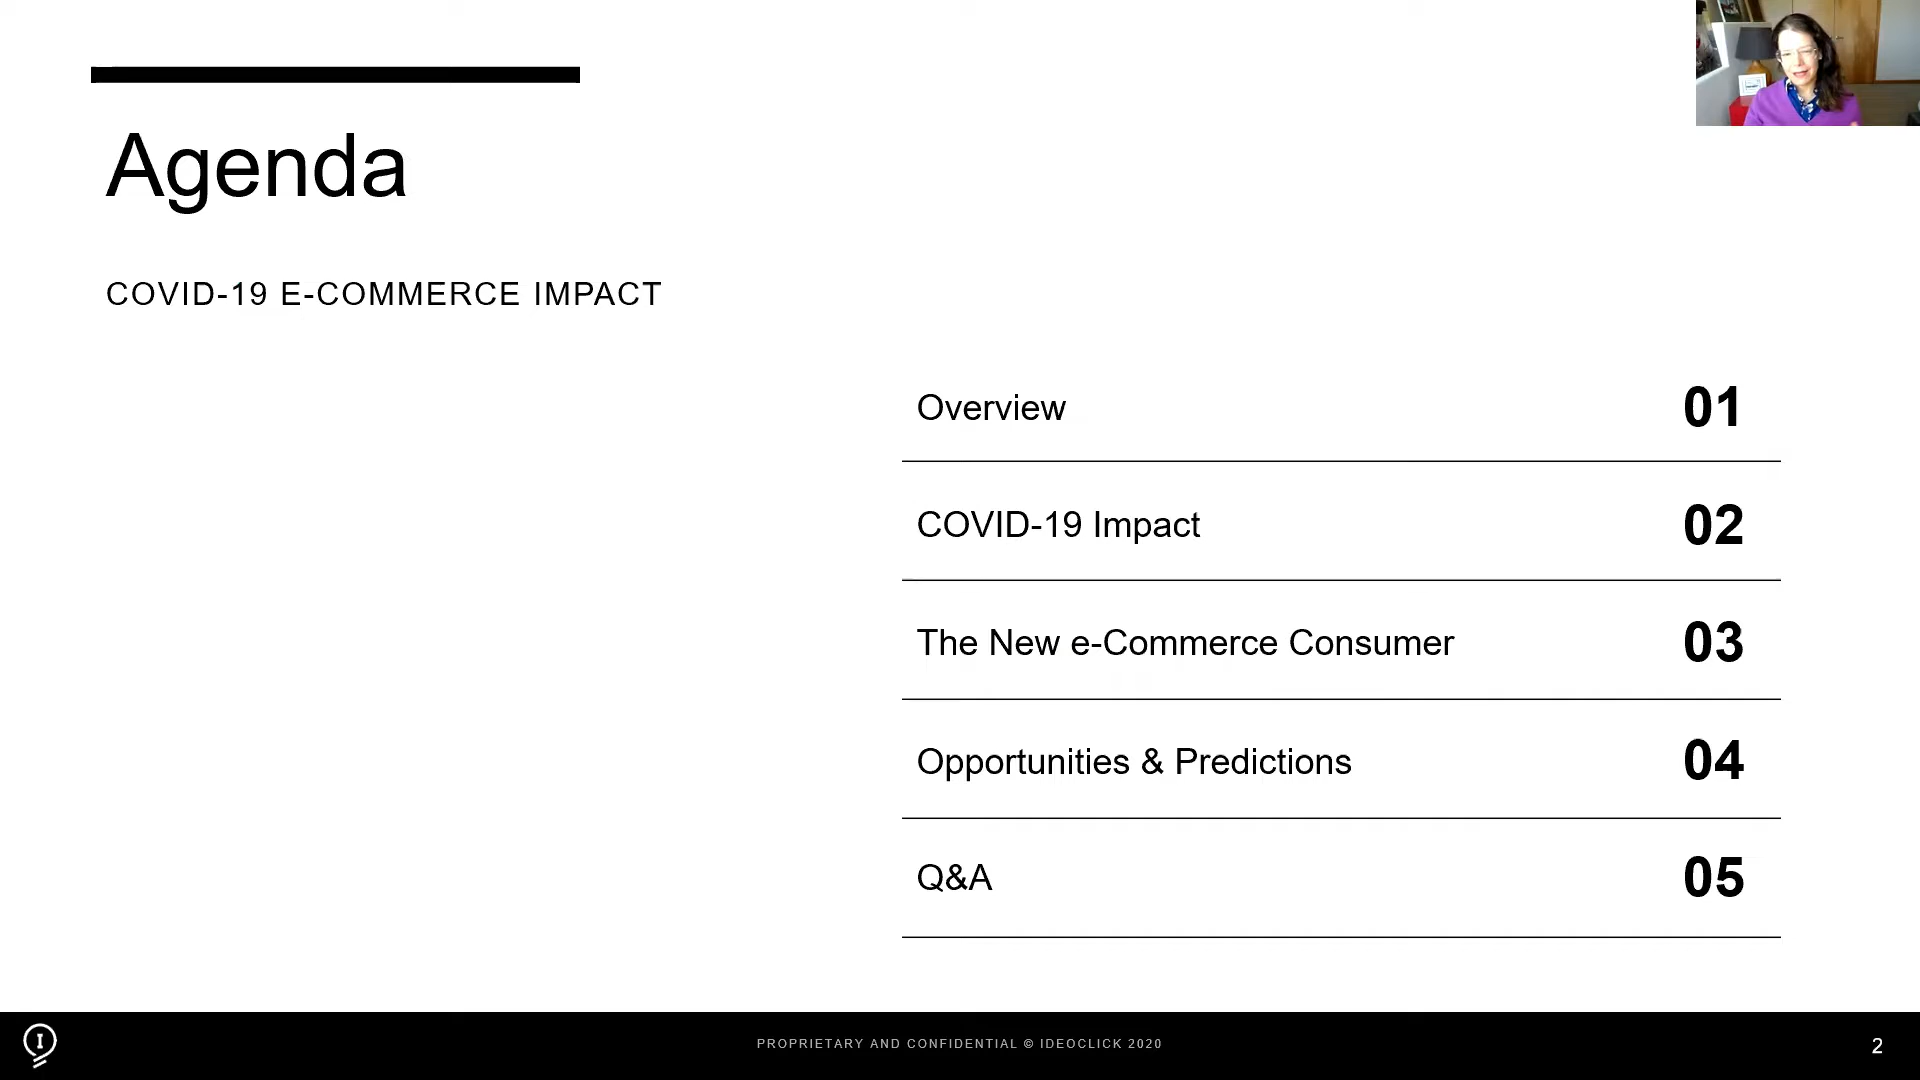 Agenda
COVID-19 E-COMMERCE IMPACT
Overview 01
COVID-19 Impact 02
The New e-Commerce Consumer 03
Opportunities & Predictions 04
Q&A 05
I
PROPRIETARY AND CONFIDENTIAL © IDEOCLICK 2020
2